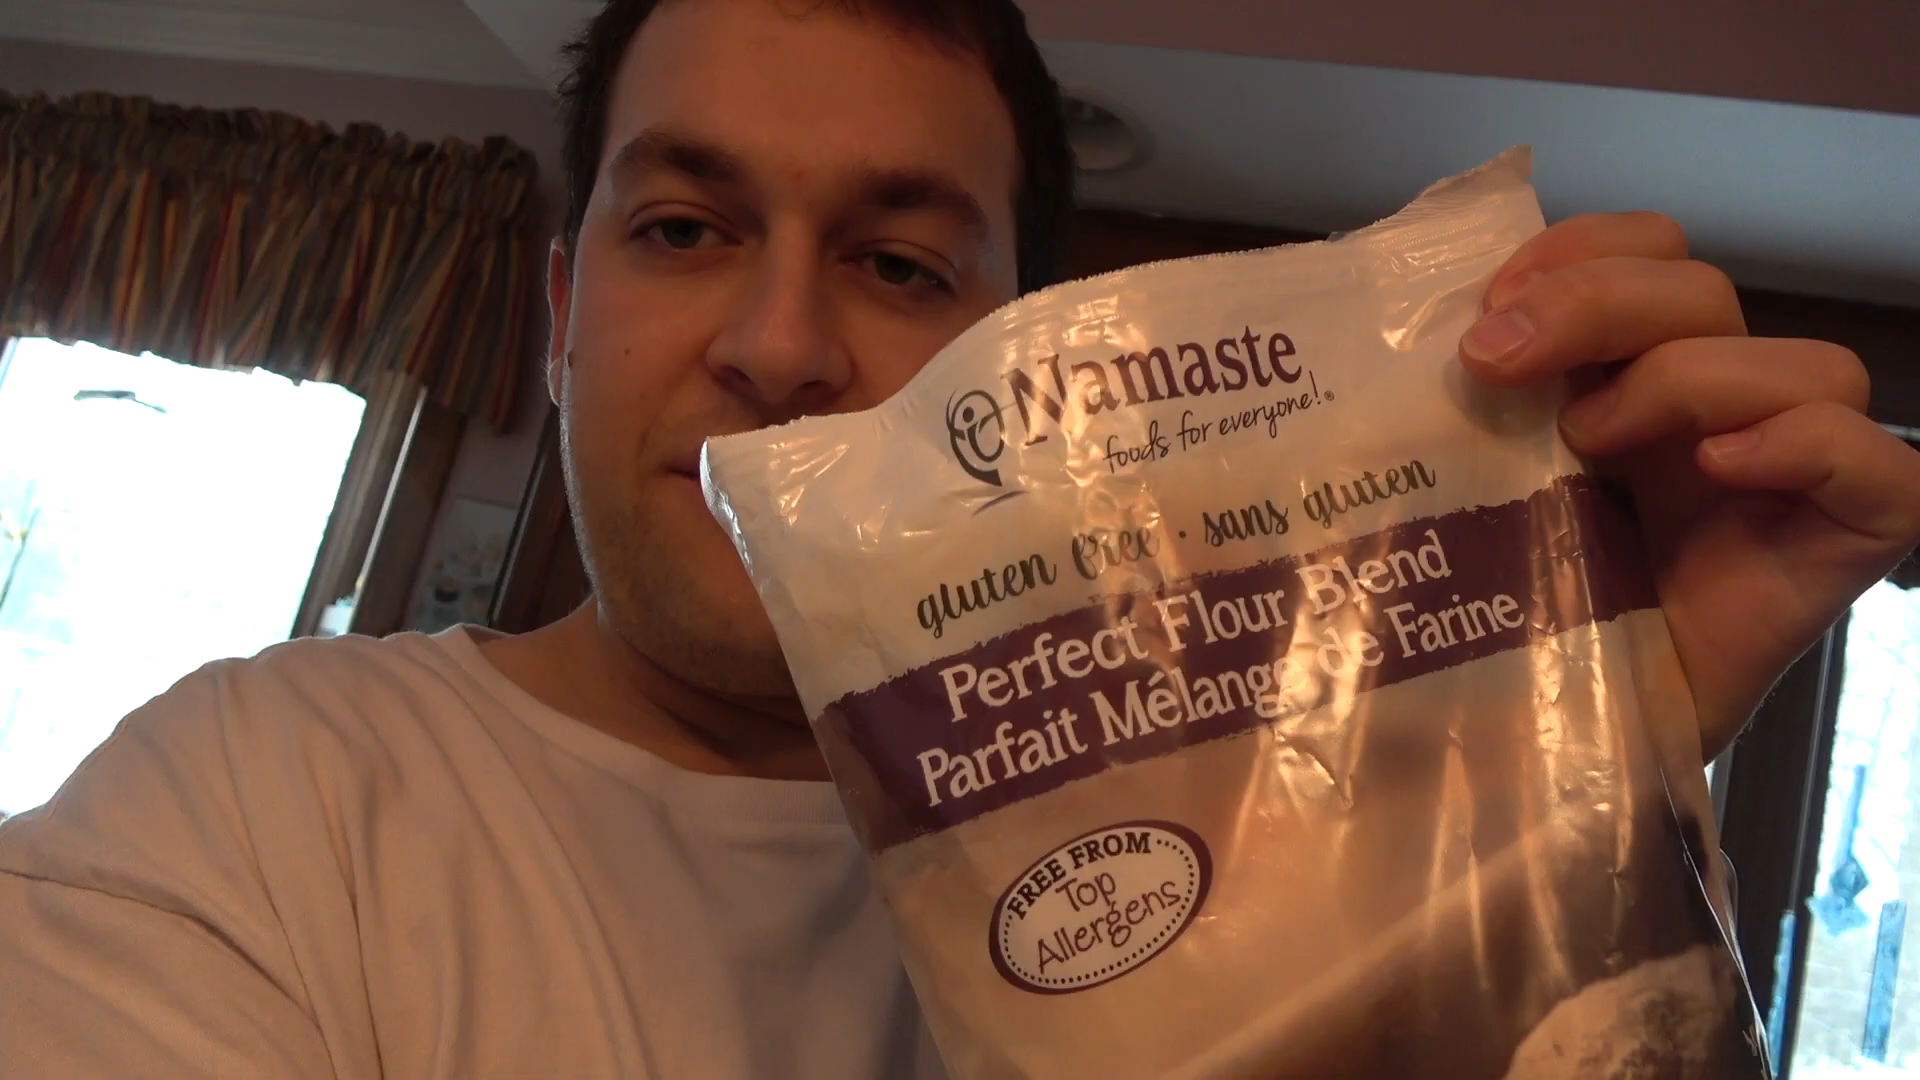 Namaste
foods for everyone!®
gluten free · sans gluten
Perfect Flour Blend
Parfait Mélange de Farine
FREE FROM
Top
Allergens